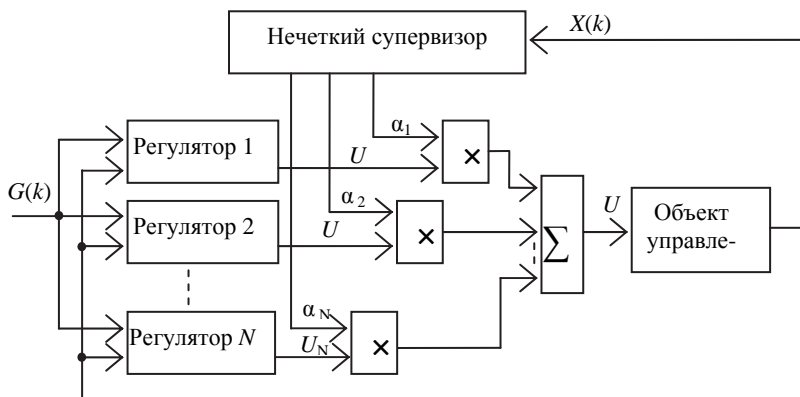 Нечеткий супервизор
X(k)
α1
Регулятор 1
U
×
G(k)
α2
Регулятор 2
U
×
∑
U
Объект
управле-
αN
Регулятор N
UN
×